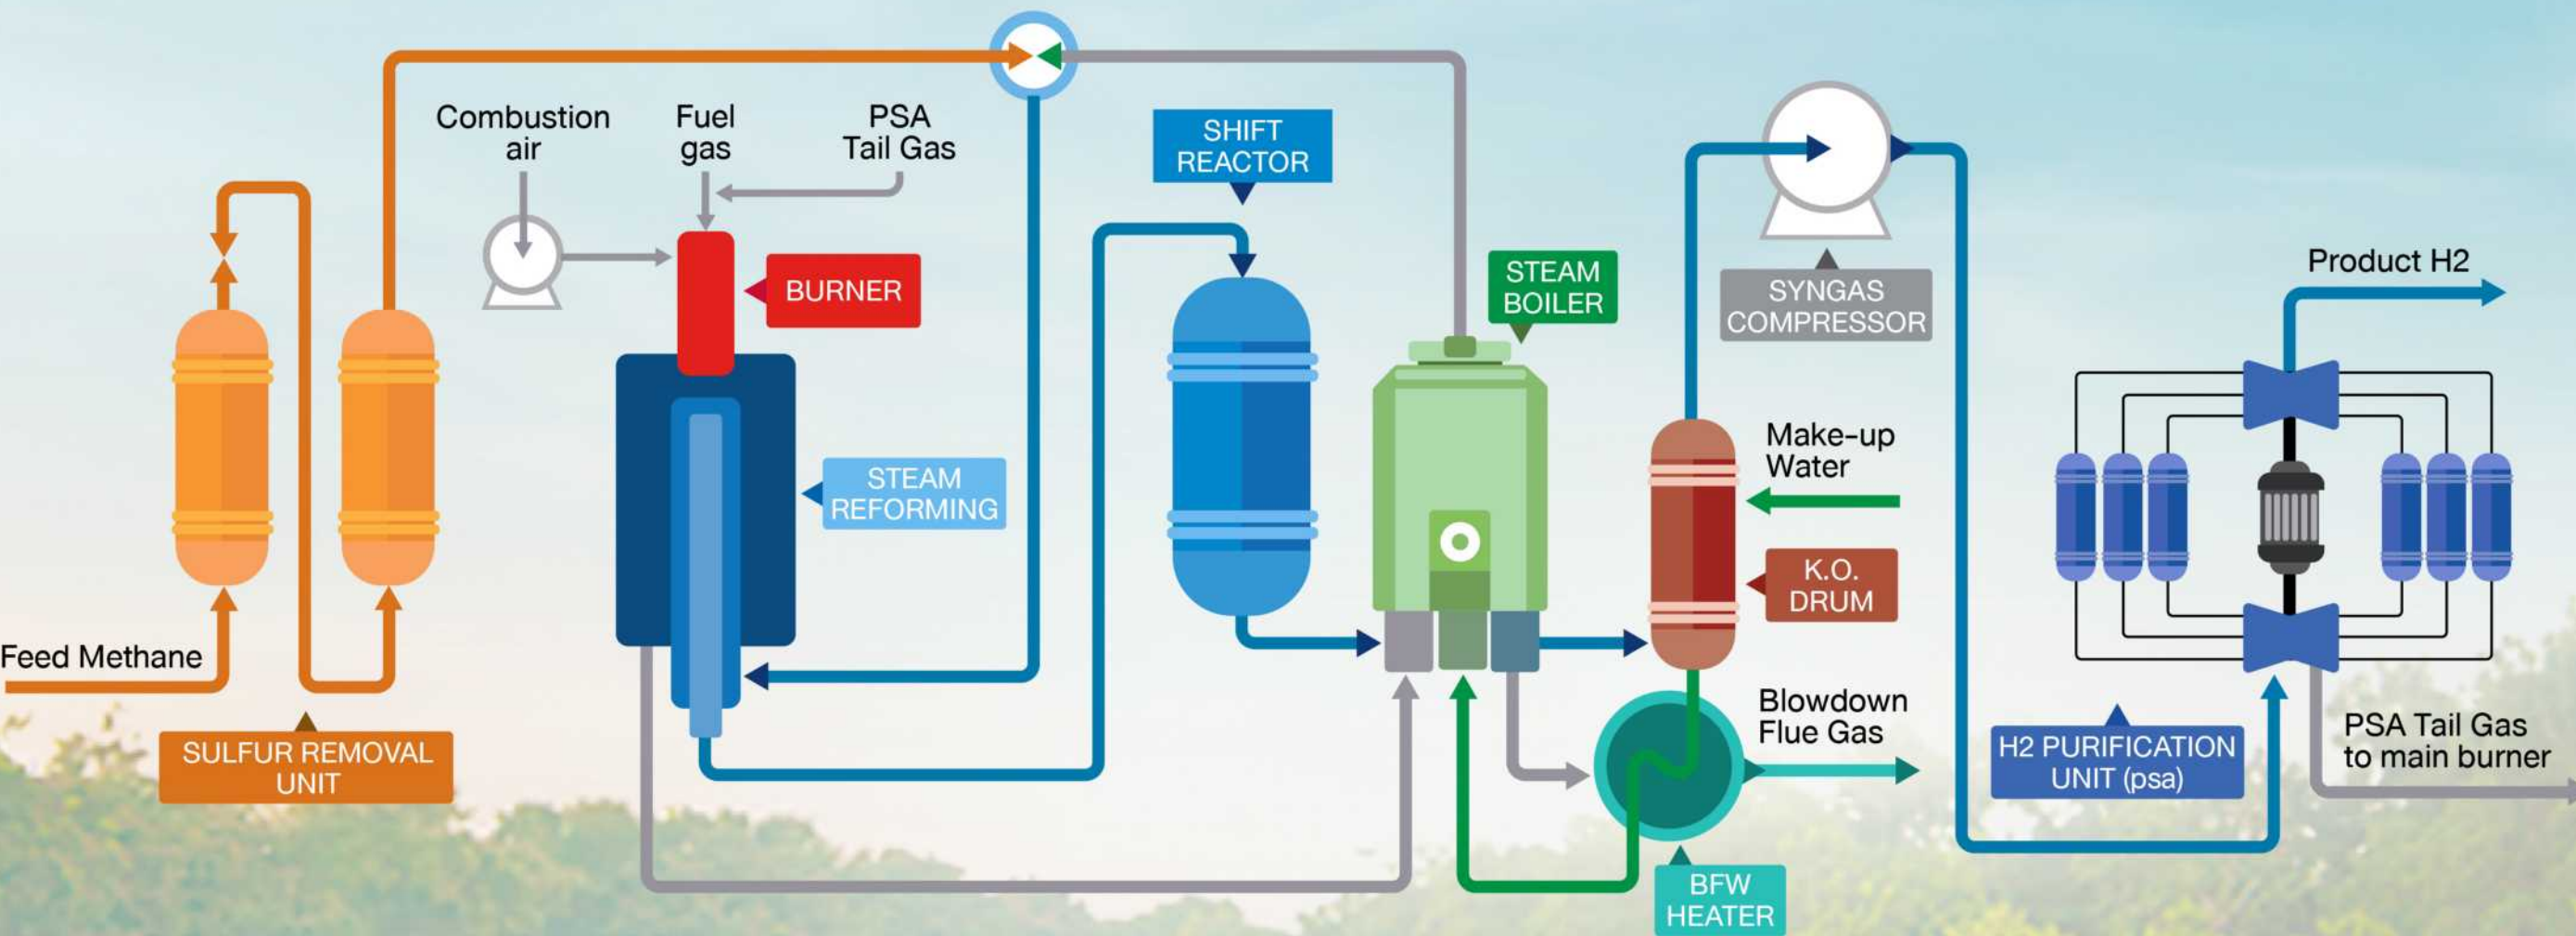 Combustion
air
Fuel
gas
PSA
Tail Gas
SHIFT
REACTOR
BURNER
STEAM
BOILER
SYNGAS
COMPRESSOR
Product H2
STEAM
REFORMING
Make-up
Water
K.O.
DRUM
Feed Methane
SULFUR REMOVAL
UNIT
Blowdown
Flue Gas
H2 PURIFICATION
UNIT (psa)
PSA Tail Gas
to main burner
BFW
HEATER